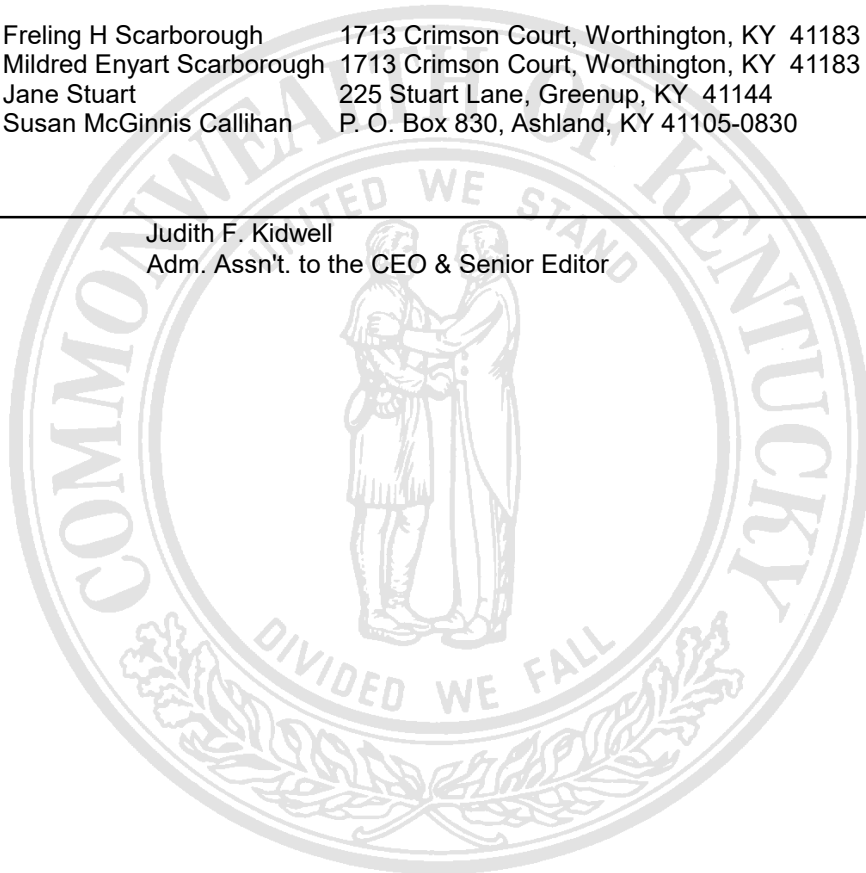 Freling H Scarborough 1713 Crimson Court, Worthington, KY 41183
Mildred Enyart Scarborough 1713 Crimson Court, Worthington, KY 41183
Jane Stuart 225 Stuart Lane, Greenup, KY 41144
Susan McGinnis Callihan P. O. Box 830, Ashland, KY 41105-0830
COMMONWEALTH OF KENTUCKY
UNITED WE STAND
Judith F. Kidwell
Adm. Assn't. to the CEO & Senior Editor
DIVIDED WE FALL